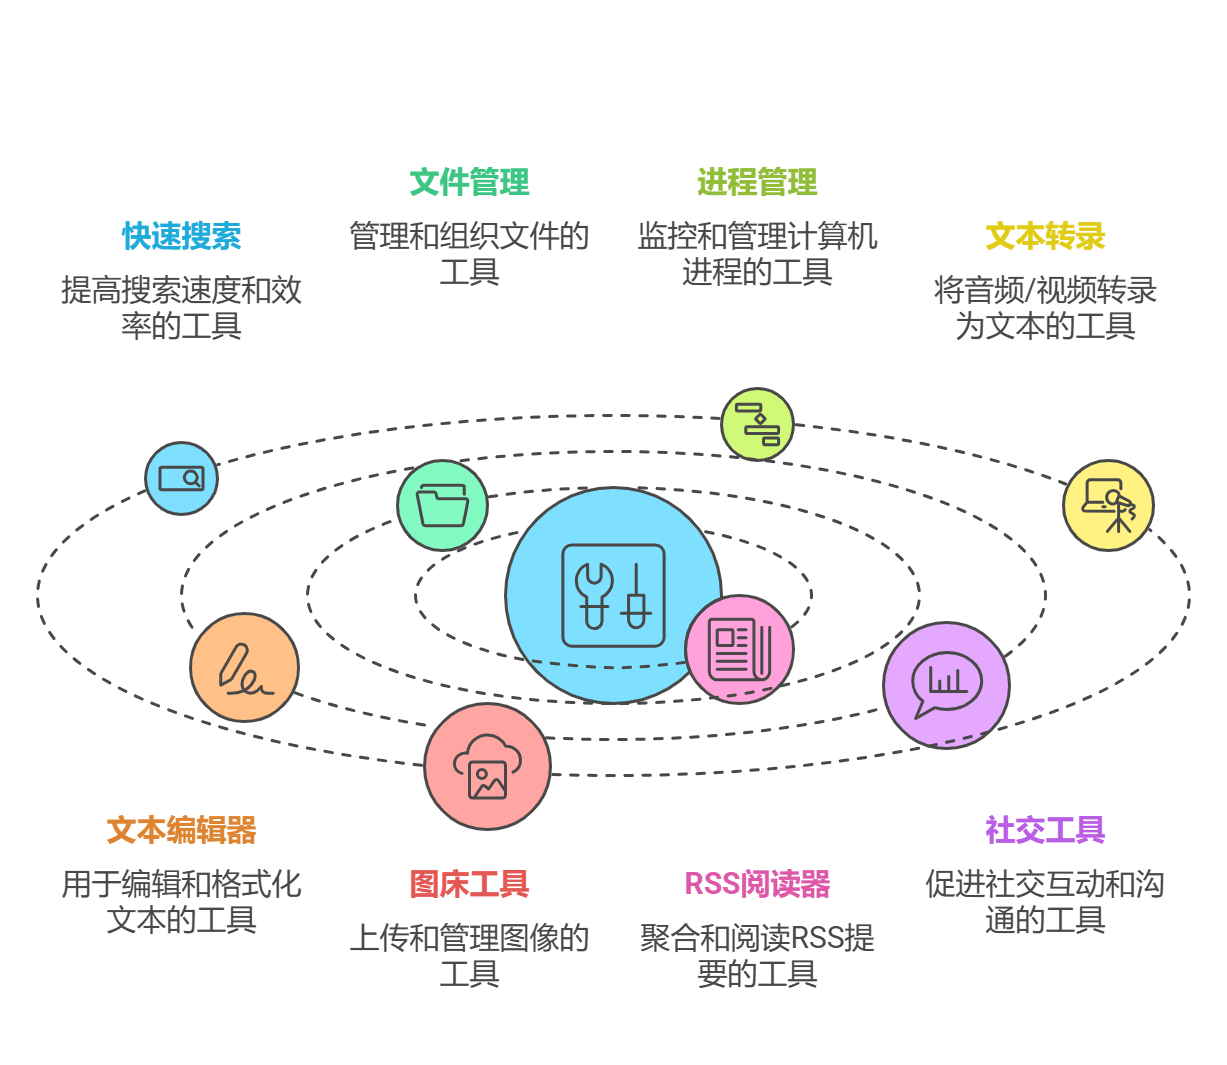 文件管理
管理和组织文件的
工具
进程管理
监控和管理计算机
进程的工具
快速搜索
提高搜索速度和效
率的工具
文本转录
将音频/视频转录
为文本的工具
文本编辑器
用于编辑和格式化
文本的工具
图床工具
上传和管理图像的
工具
RSS阅读器
聚合和阅读RSS提
要的工具
社交工具
促进社交互动和沟
通的工具